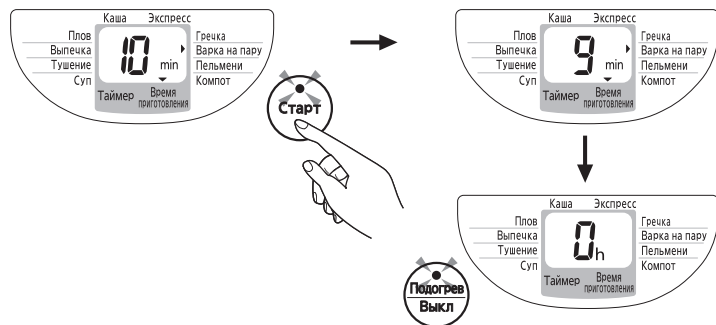 Каша Экспресс
Плов
Выпечка
Тушение
Суп
10 min
Гречка
Варка на пару
Пельмени
Компот
Таймер Время приготовления
Старт
Каша Экспресс
Плов
Выпечка
Тушение
Суп
9 min
Гречка
Варка на пару
Пельмени
Компот
Таймер Время приготовления
Каша Экспресс
Плов
Выпечка
Тушение
Суп
0h
Гречка
Варка на пару
Пельмени
Компот
Таймер Время приготовления
Подогрев
Выкл